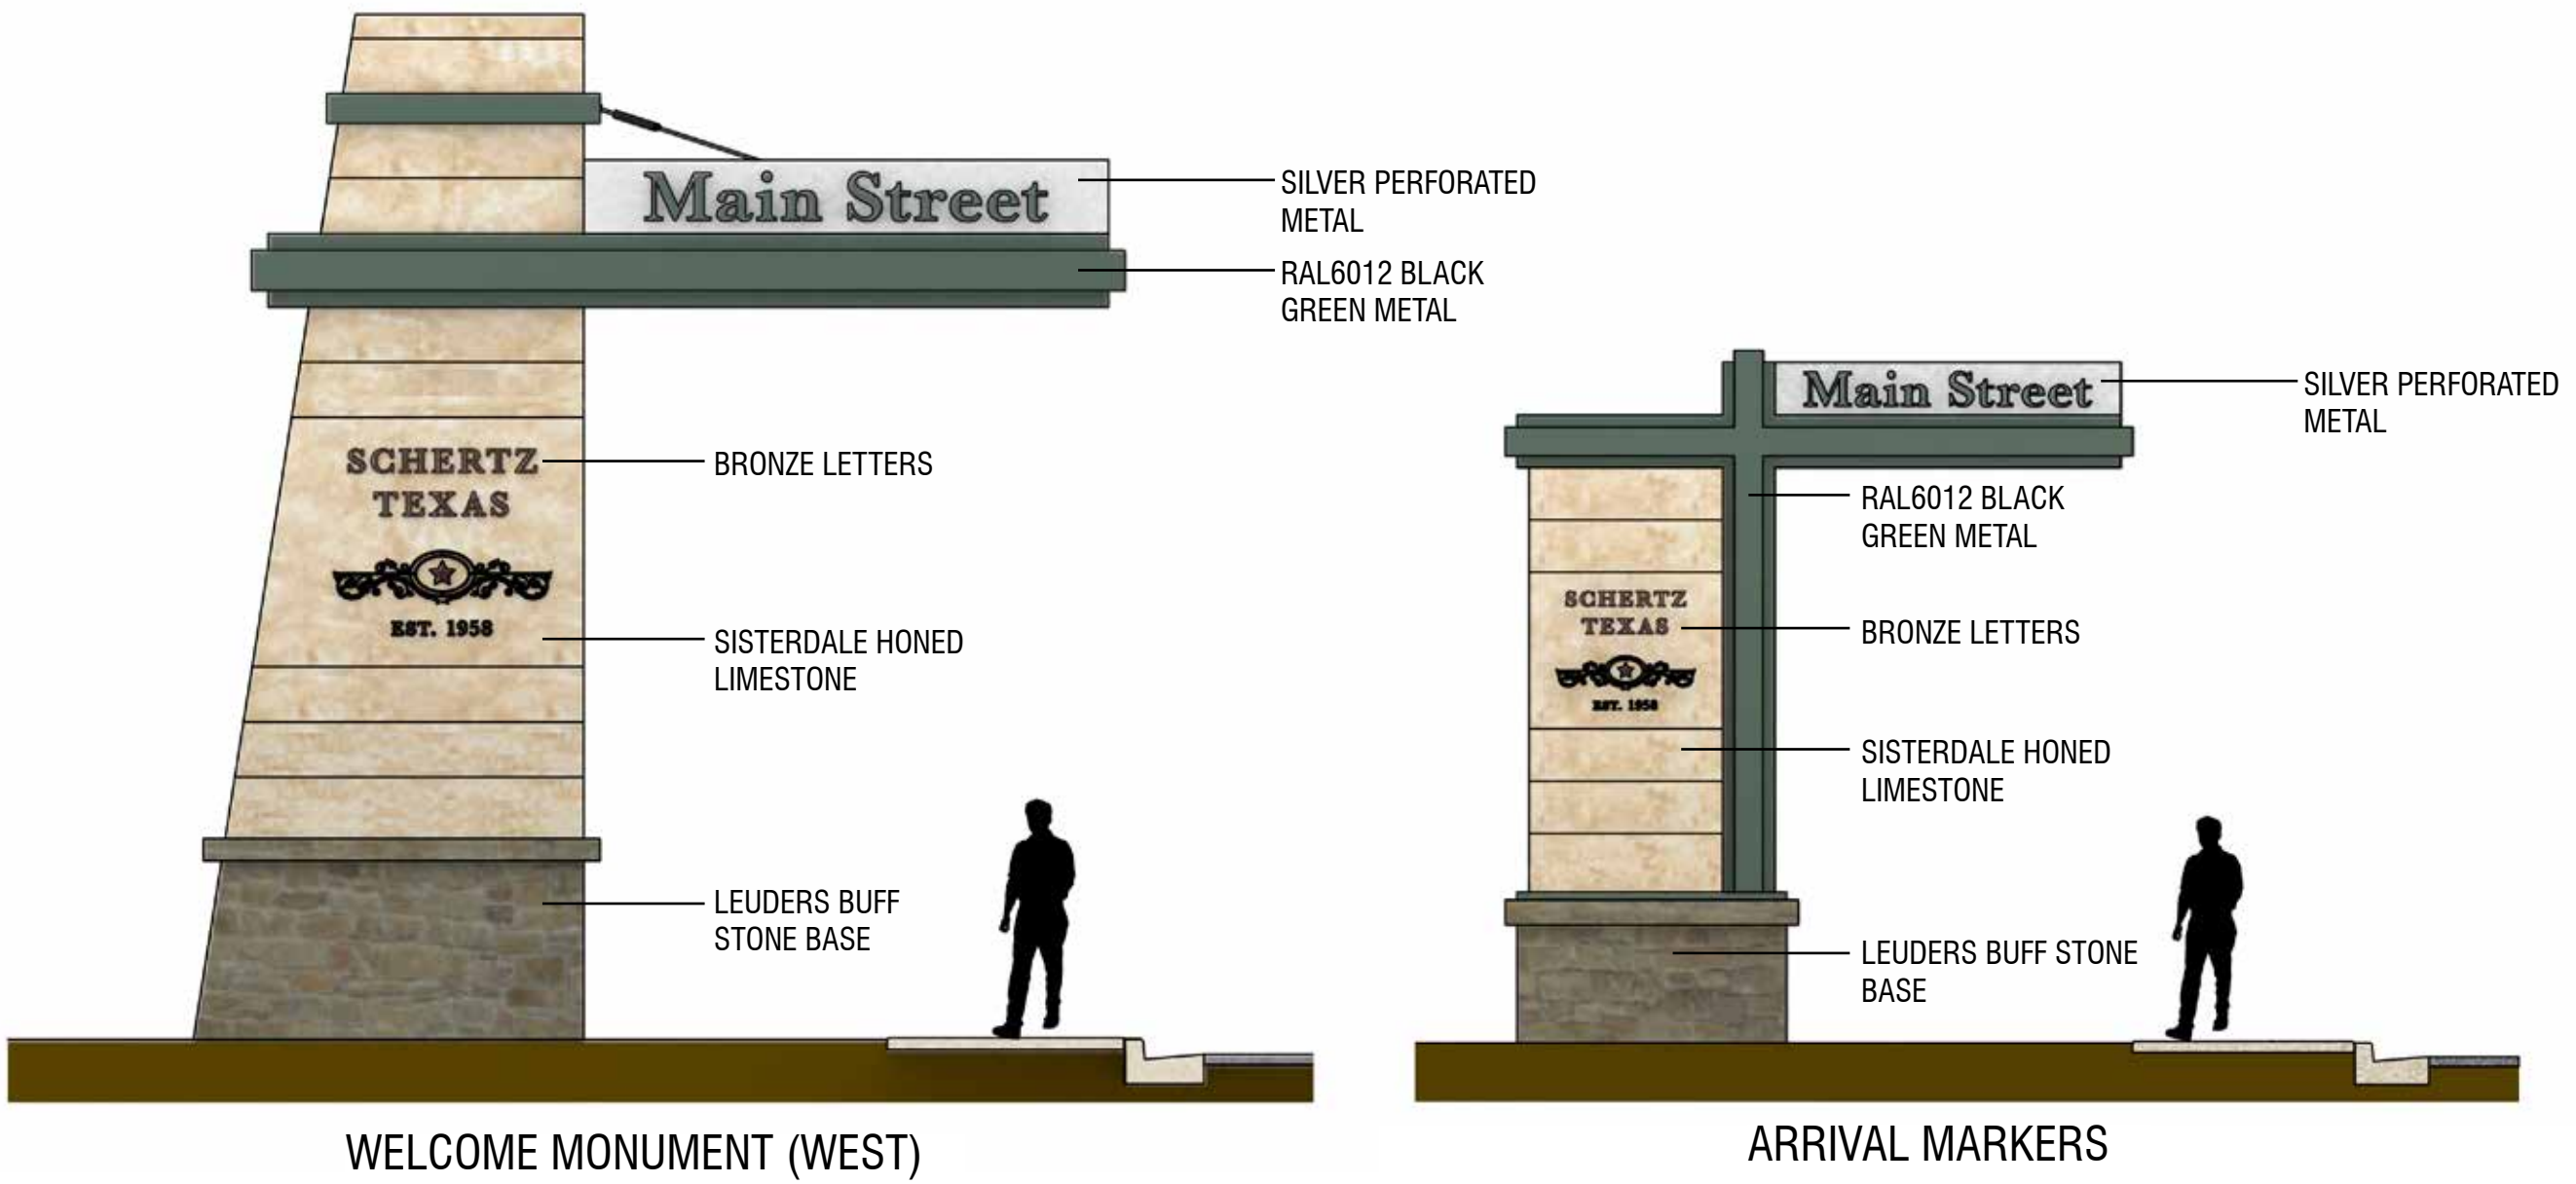 Main Street
SILVER PERFORATED
METAL
RAL6012 BLACK
GREEN METAL
SCHERTZ
TEXAS
EST. 1958
BRONZE LETTERS
SISTERDALE HONED
LIMESTONE
LEUDERS BUFF
STONE BASE
WELCOME MONUMENT (WEST)
Main Street
SILVER PERFORATED
METAL
RAL6012 BLACK
GREEN METAL
SCHERTZ
TEXAS
EST. 1958
BRONZE LETTERS
SISTERDALE HONED
LIMESTONE
LEUDERS BUFF STONE
BASE
ARRIVAL MARKERS